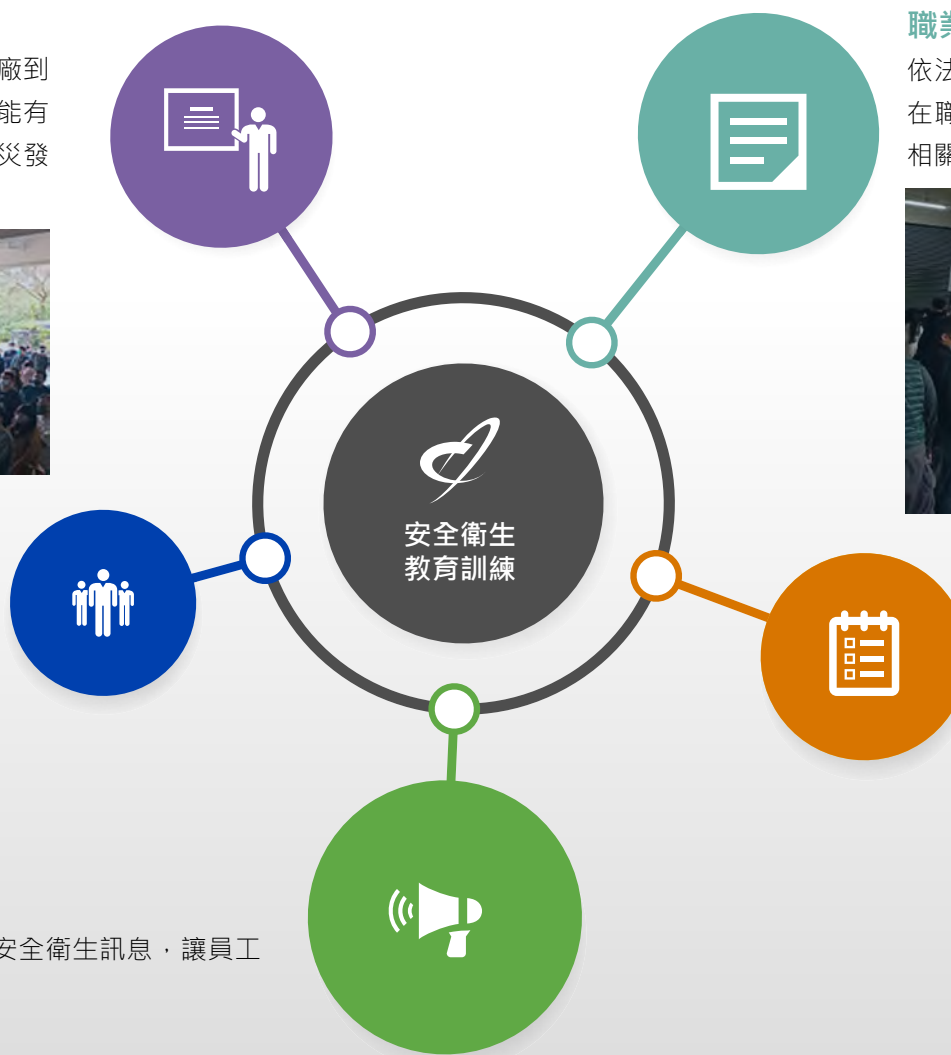 廠到
能有
災發
職業
依法
在職
相關
安全衛生
教育訓練
安全衛生訊息，讓員工